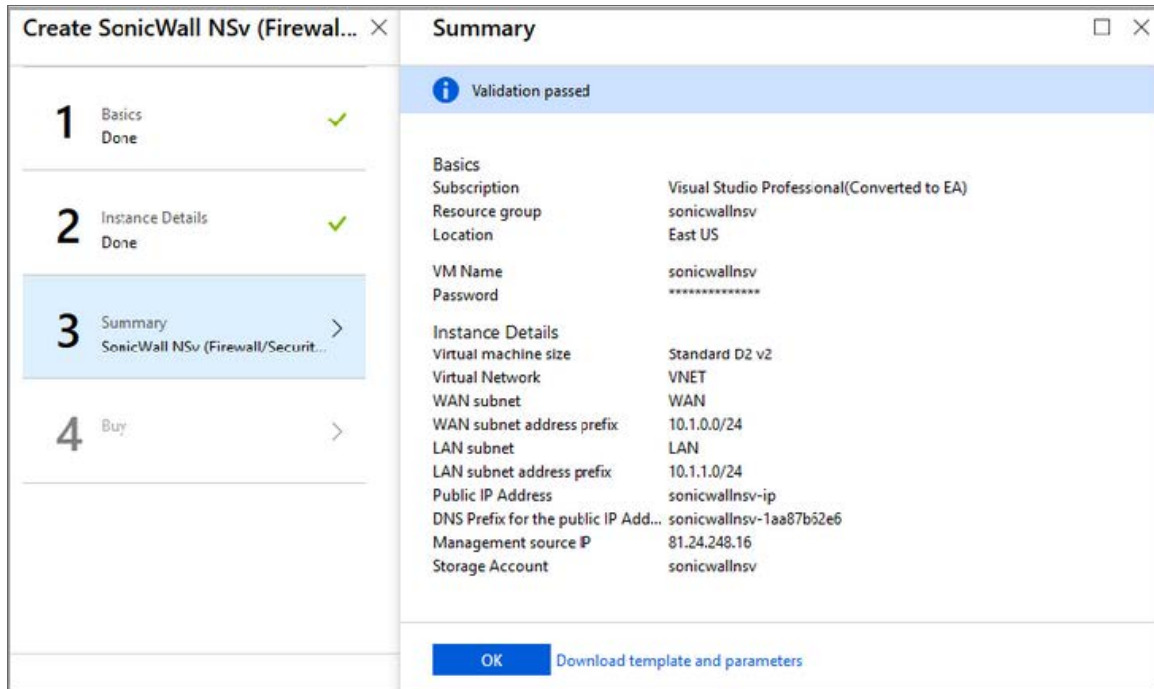 Create SonicWall NSv (Firewal...
1
Basics
Done
2
Instance Details
Done
3
Summary
SonicWall NSv (Firewall/Securit...
4
Buy
Summary
Validation passed
Basics
Subscription Visual Studio Professional(Converted to EA)
Resource group sonicwallnsv
Location East US
VM Name sonicwallnsv
Password **************
Instance Details
Virtual machine size Standard D2 v2
Virtual Network VNET
WAN subnet WAN
WAN subnet address prefix 10.1.0.0/24
LAN subnet LAN
LAN subnet address prefix 10.1.1.0/24
Public IP Address sonicwallnsv-ip
DNS Prefix for the public IP Add... sonicwallnsv-1aa87b62e6
Management source IP 81.24.248.16
Storage Account sonicwallnsv
OK Download template and parameters